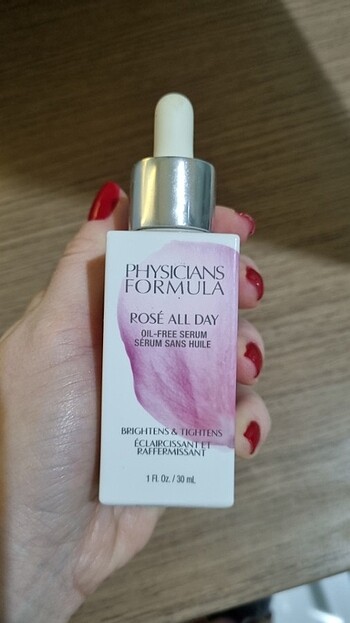 PHYSICIANS
FORMULA
ROSÉ ALL DAY
OIL-FREE SERUM
SÉRUM SANS HUILE
BRIGHTENS & TIGHTENS
ÉCLAIRCISSANT ET
RAFFERMISSANT
1 Fl. Oz. / 30 mL